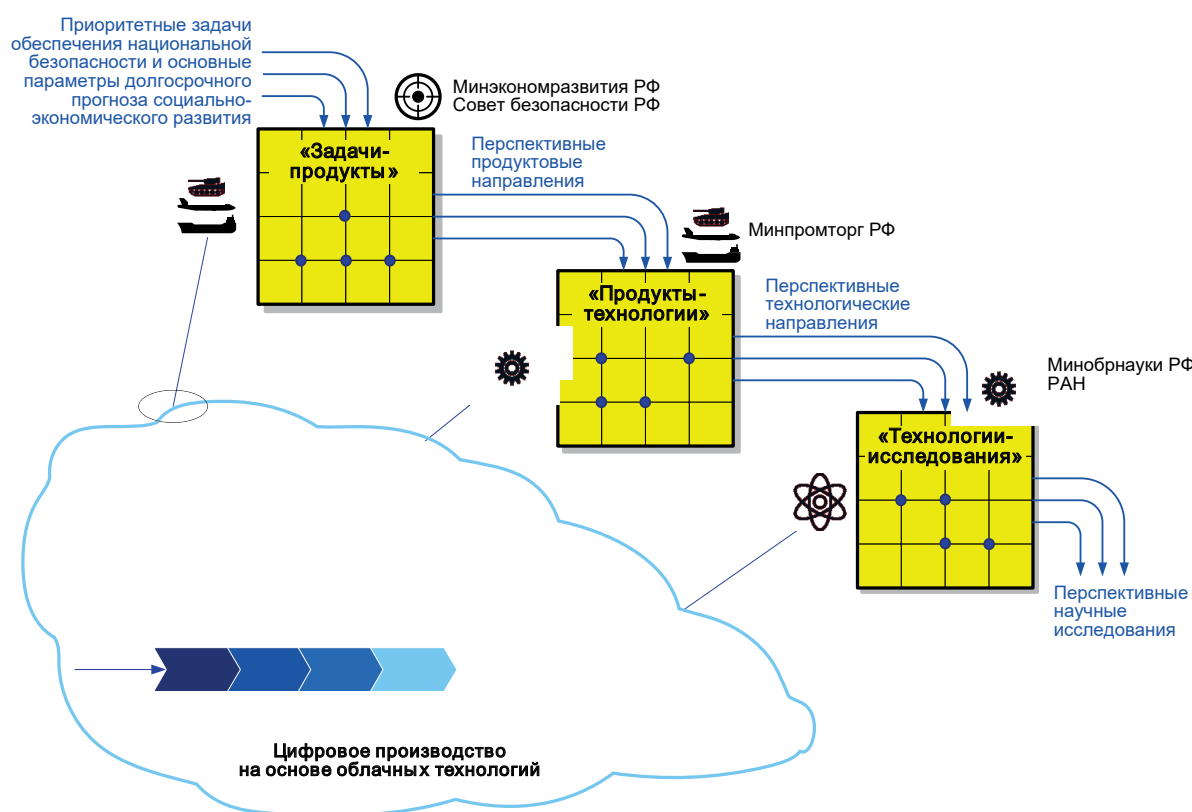 Приоритетные задачи
обеспечения национальной
безопасности и основные
параметры долгосрочного
прогноза социально-
экономического развития
Минэкономразвития РФ
Совет безопасности РФ
«Задачи-
продукты»
Перспективные
продуктовые
направления
Минпромторг РФ
«Продукты-
технологии»
Перспективные
технологические
направления
Минобрнауки РФ
РАН
«Технологии-
исследования»
Перспективные
научные
исследования
Цифровое производство
на основе облачных технологий